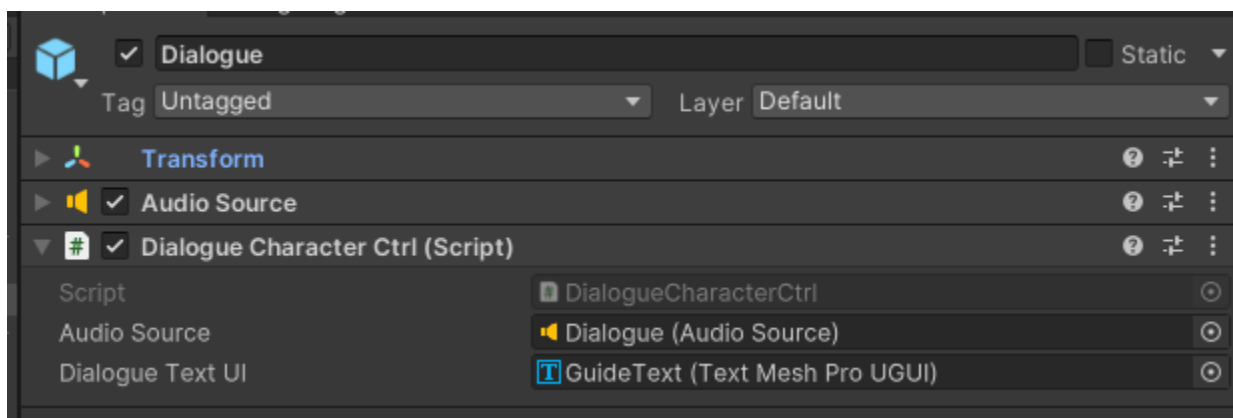 Dialogue Static
Tag Untagged Layer Default
Transform
Audio Source
# Dialogue Character Ctrl (Script)
Script # DialogueCharacterCtrl
Audio Source Dialogue (Audio Source)
Dialogue Text UI T GuideText (Text Mesh Pro UGUI)